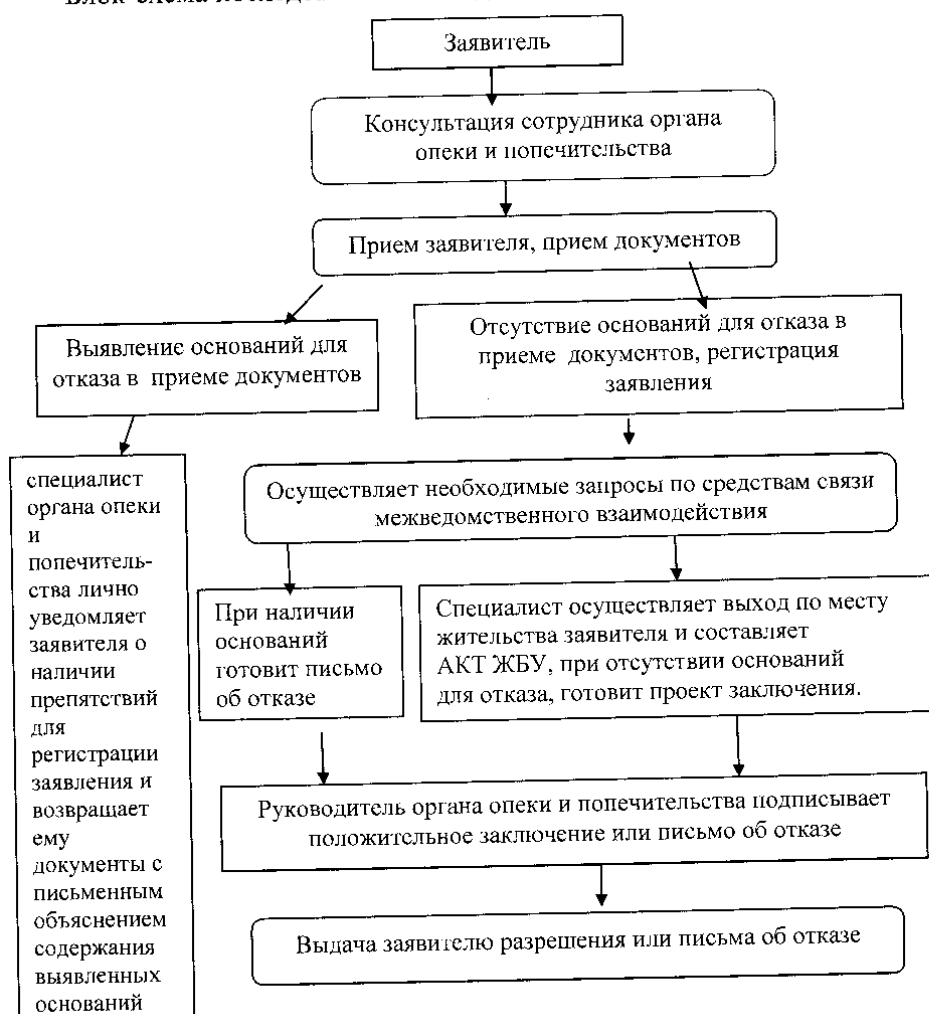 Заявитель
Консультация сотрудника органа
опеки и попечительства
Прием заявителя, прием документов
Выявление оснований для
отказа в приеме документов
Отсутствие оснований для отказа в
приеме документов, регистрация
заявления
специалист
органа опеки
и
попечитель-
ства лично
уведомляет
заявителя о
наличии
препятствий
для
регистрации
заявления и
возвращает
ему
документы с
письменным
объяснением
содержания
выявленных
оснований
Осуществляет необходимые запросы по средствам связи
межведомственного взаимодействия
При наличии
оснований
готовит письмо
об отказе
Специалист осуществляет выход по месту
жительства заявителя и составляет
АКТ ЖБУ, при отсутствии оснований
для отказа, готовит проект заключения.
Руководитель органа опеки и попечительства подписывает
положительное заключение или письмо об отказе
Выдача заявителю разрешения или письма об отказе